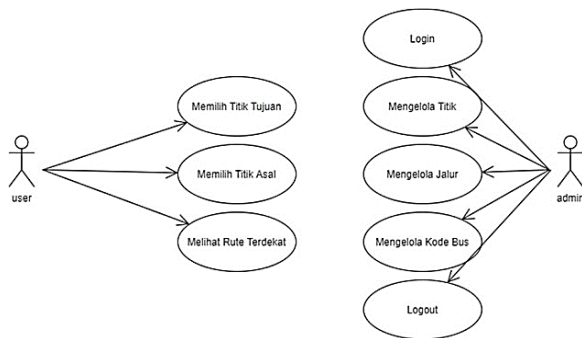 Login
Memilih Titik Tujuan
Mengelola Titik
Memilih Titik Asal
Mengelola Jalur
user
admin
Melihat Rute Terdekat
Mengelola Kode Bus
Logout